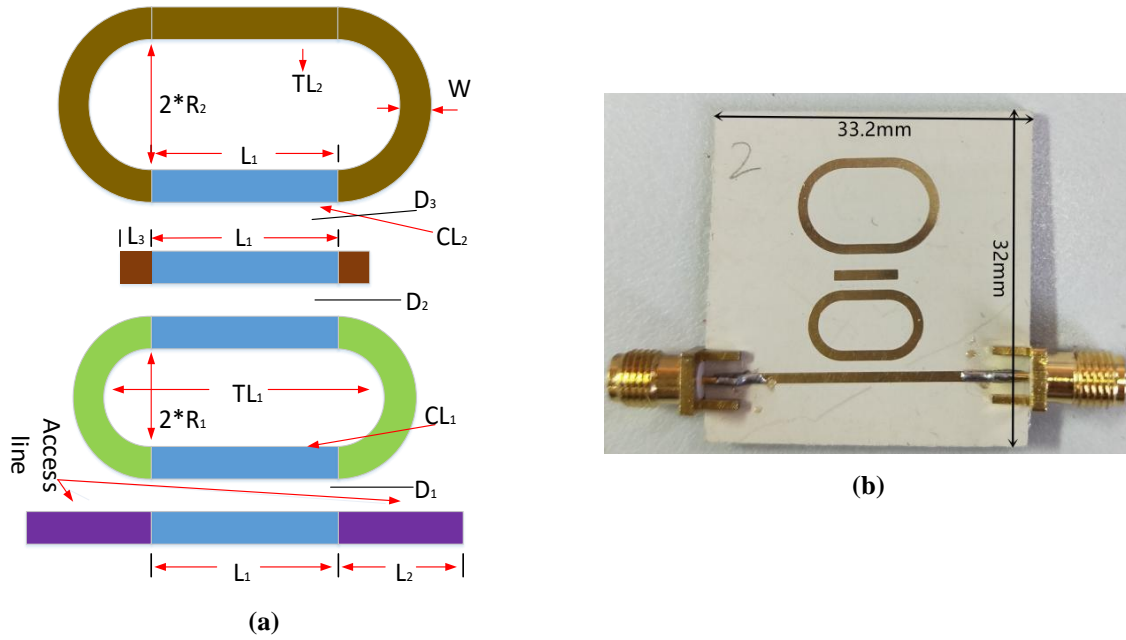 TL₂
W
2*R₂
L₁
D₃
CL₂
L₃
L₁
D₂
TL₁
2*R₁
CL₁
Access
line
D₁
L₁
L₂
(a)
33.2mm
2
32mm
(b)